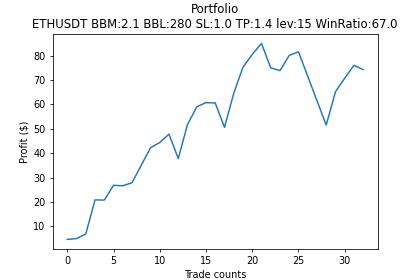 Portfolio
ETHUSDT BBM:2.1 BBL:280 SL:1.0 TP:1.4 lev:15 WinRatio:67.0
80
70
60
50
40
30
20
10
Profit ($)
0 5 10 15 20 25 30
Trade counts